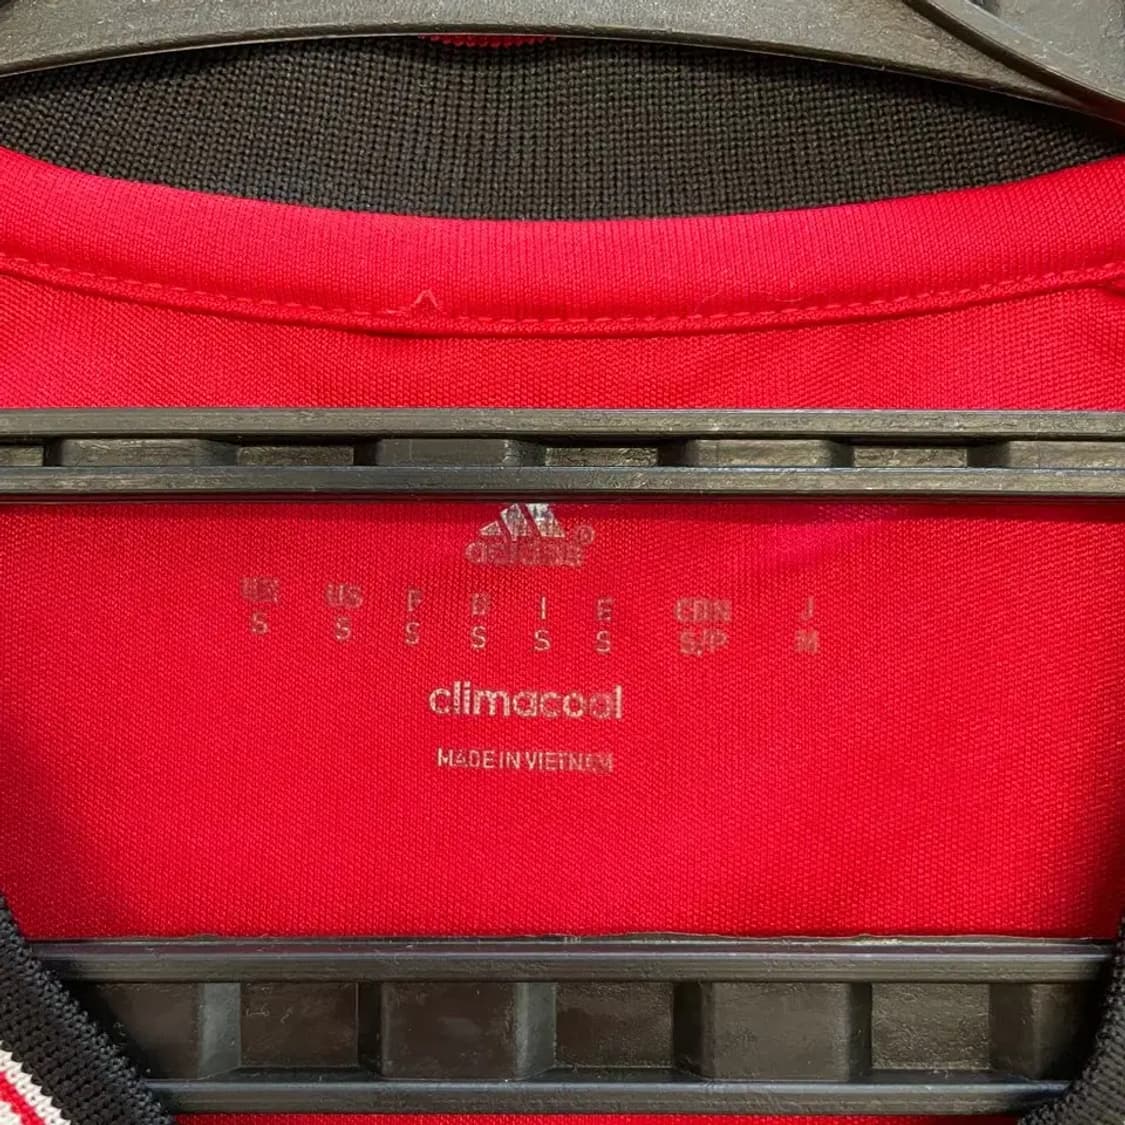 adidas®
UK US F D I E CDN J
S S S S S S S/P M
climacool
MADE IN VIETNAM